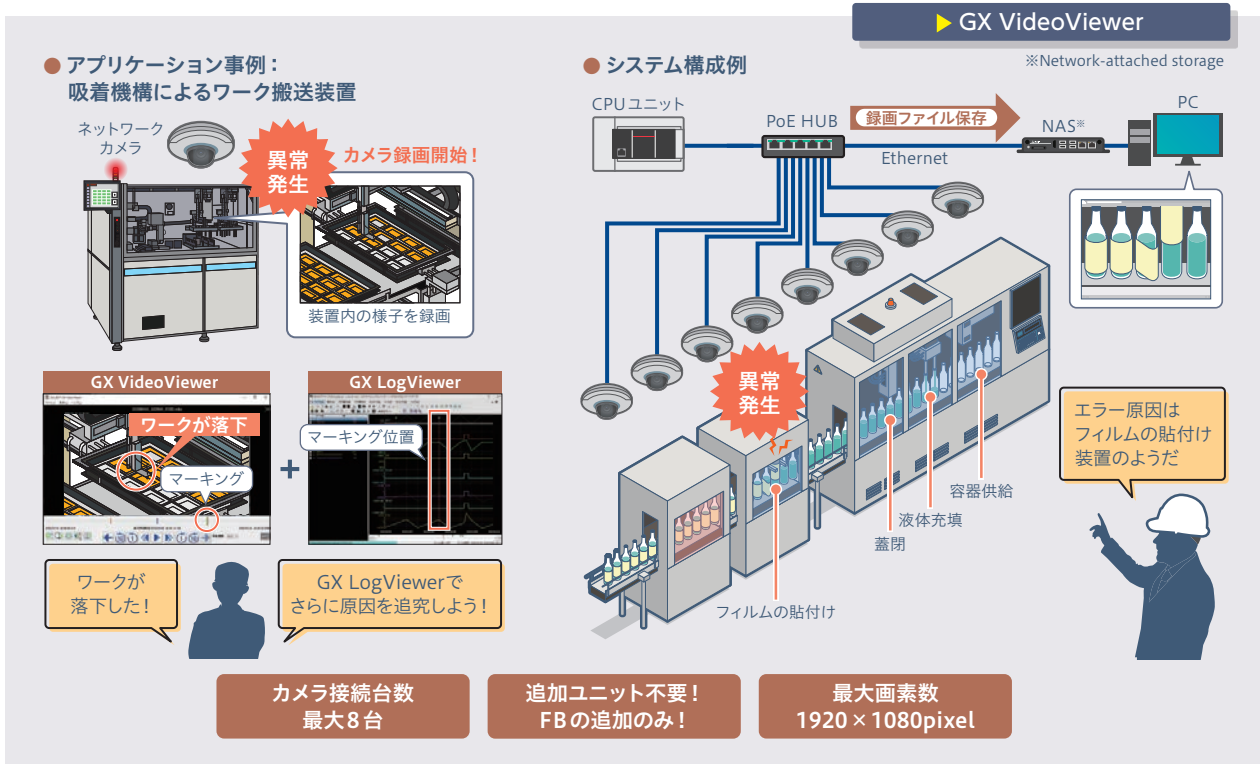 GX VideoViewer
● アプリケーション事例：
吸着機構によるワーク搬送装置
ネットワーク
カメラ
異常
発生
カメラ録画開始！
装置内の様子を録画
GX VideoViewer
ワークが落下
マーキング
+
GX LogViewer
マーキング位置
ワークが
落下した！
GX LogViewerで
さらに原因を追究しよう！
● システム構成例
※Network-attached storage
CPUユニット
PoE HUB
録画ファイル保存
Ethernet
NAS※
PC
異常
発生
容器供給
液体充填
蓋閉
フィルムの貼付け
エラー原因は
フィルムの貼付け
装置のようだ
カメラ接続台数
最大8台
追加ユニット不要！
FBの追加のみ！
最大画素数
1920×1080pixel